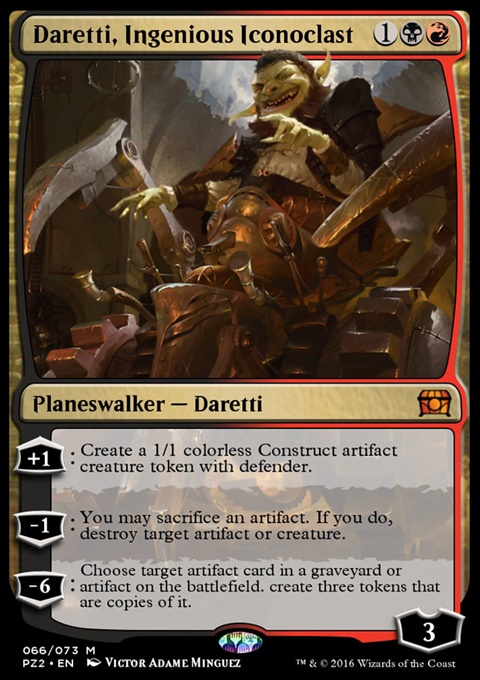 Daretti, Ingenious Iconoclast 1
Planeswalker — Daretti
+1 : Create a 1/1 colorless Construct artifact
creature token with defender.
-1 : You may sacrifice an artifact. If you do,
destroy target artifact or creature.
-6 : Choose target artifact card in a graveyard or
artifact on the battlefield. create three tokens that
are copies of it.
3
066/073 M
PZ2 • EN Victor Adame Minguez
™ & © 2016 Wizards of the Coast